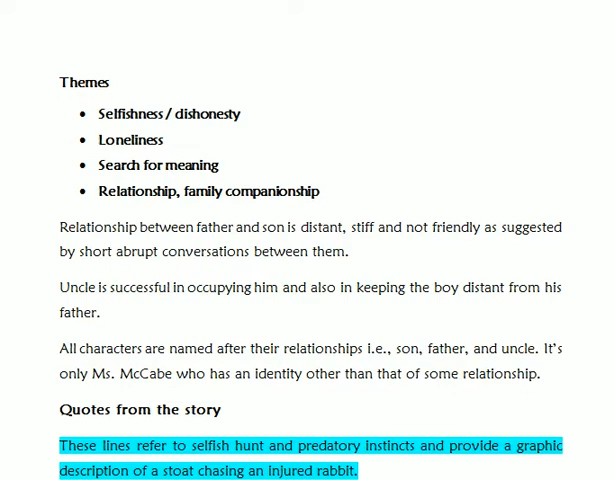 Themes
• Selfishness / dishonesty
• Loneliness
• Search for meaning
• Relationship, family companionship
Relationship between father and son is distant, stiff and not friendly as suggested
by short abrupt conversations between them.
Uncle is successful in occupying him and also in keeping the boy distant from his
father.
All characters are named after their relationships i.e., son, father, and uncle. It's
only Ms. McCabe who has an identity other than that of some relationship.
Quotes from the story
These lines refer to selfish hunt and predatory instincts and provide a graphic
description of a stoat chasing an injured rabbit.